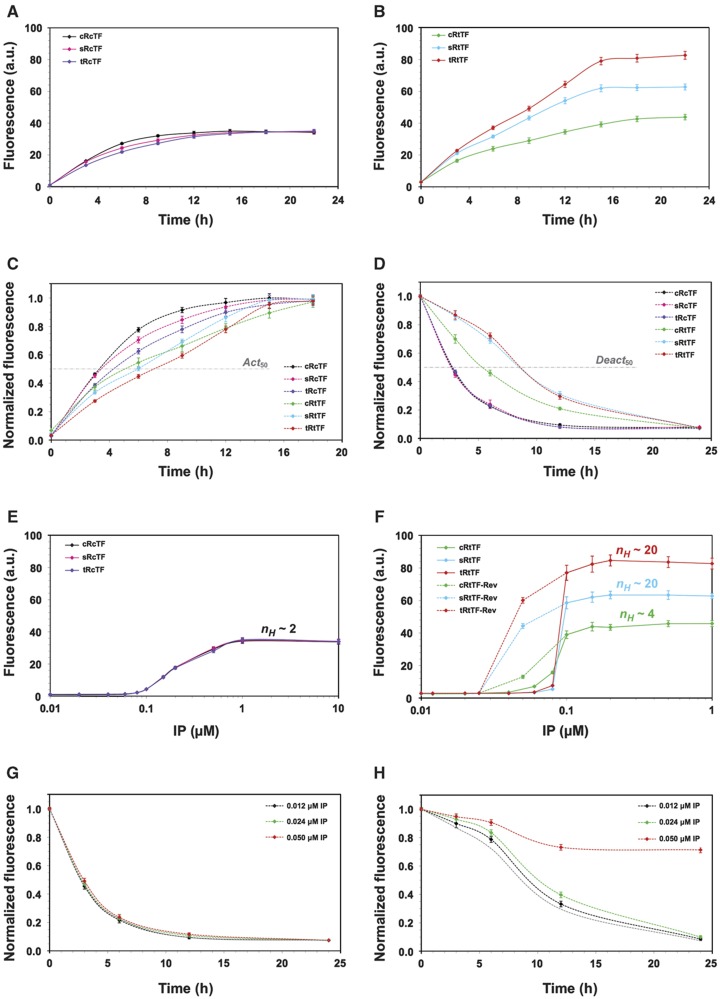 A
Fluorescence (a.u.)
100
80
60
40
20
0
cRcTF
sRcTF
tRcTF
0 4 8 12 16 20 24
Time (h)
B
Fluorescence (a.u.)
100
80
60
40
20
0
cRtTF
sRtTF
tRtTF
0 4 8 12 16 20 24
Time (h)
C
Normalized fluorescence
1.0
0.8
0.6
0.4
0.2
0.0
Act50
cRcTF
sRcTF
tRcTF
cRtTF
sRtTF
tRtTF
0 4 8 12 16 20
Time (h)
D
Normalized fluorescence
1.0
0.8
0.6
0.4
0.2
0.0
cRcTF
sRcTF
tRcTF
cRtTF
sRtTF
tRtTF
Deact50
0 5 10 15 20 25
Time (h)
E
Fluorescence (a.u.)
100
80
60
40
20
0
cRcTF
sRcTF
tRcTF
nH ~ 2
0.01 0.1 1 10
IP (µM)
F
Fluorescence (a.u.)
100
80
60
40
20
0
cRtTF
sRtTF
tRtTF
cRtTF-Rev
sRtTF-Rev
tRtTF-Rev
nH ~ 20
nH ~ 20
nH ~ 4
0.01 0.1 1
IP (µM)
G
Normalized fluorescence
1.0
0.8
0.6
0.4
0.2
0.0
0.012 µM IP
0.024 µM IP
0.050 µM IP
0 5 10 15 20 25
Time (h)
H
Normalized fluorescence
1.0
0.8
0.6
0.4
0.2
0.0
0.012 µM IP
0.024 µM IP
0.050 µM IP
0 5 10 15 20 25
Time (h)